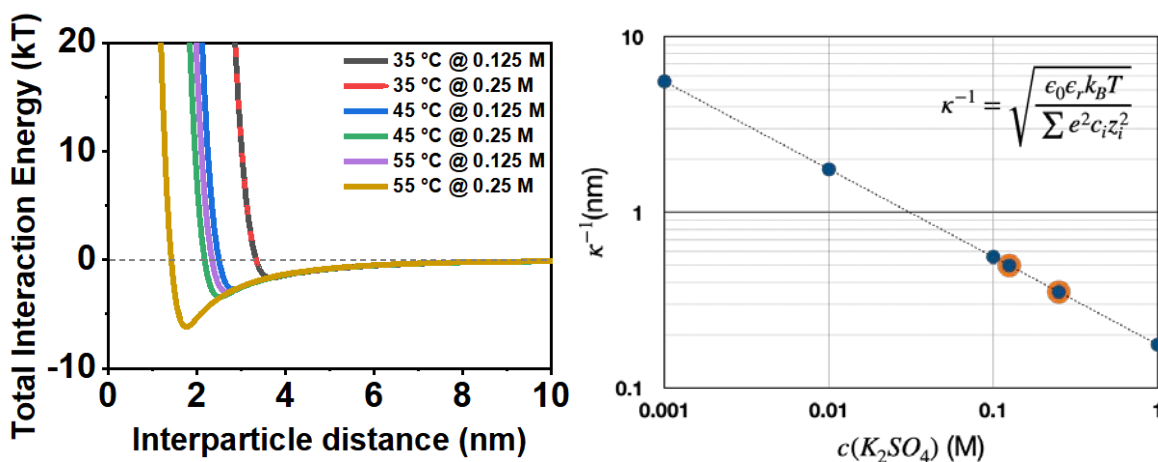 Total Interaction Energy (kT)
20
10
0
-10
0
2
4
6
8
10
Interparticle distance (nm)
35 °C @ 0.125 M
35 °C @ 0.25 M
45 °C @ 0.125 M
45 °C @ 0.25 M
55 °C @ 0.125 M
55 °C @ 0.25 M
κ⁻¹(nm)
10
1
0.1
0.001
0.01
0.1
1
c(K₂SO₄) (M)
κ⁻¹ = √(ϵ₀ϵᵣk_BT / ∑ e²cᵢzᵢ²)